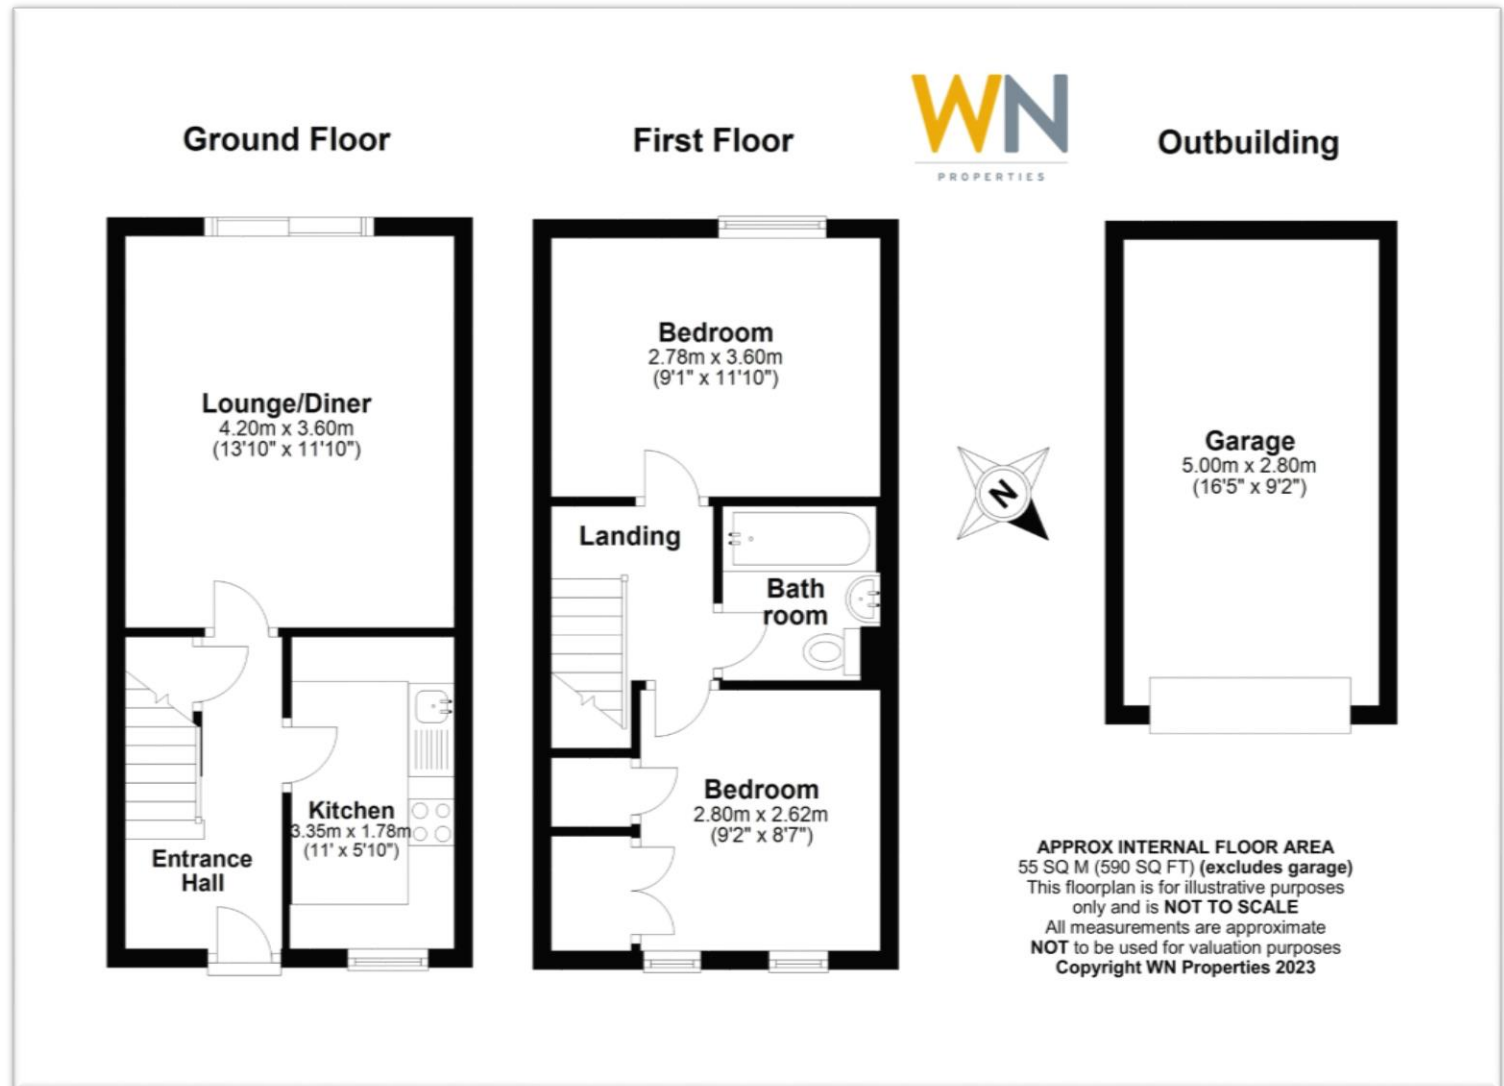 WN
PROPERTIES
Ground Floor
First Floor
Outbuilding
Lounge/Diner
4.20m x 3.60m
(13'10" x 11'10")
Kitchen
3.35m x 1.78m
(11' x 5'10")
Entrance
Hall
Bedroom
2.78m x 3.60m
(9'1" x 11'10")
Landing
Bath
room
Bedroom
2.80m x 2.62m
(9'2" x 8'7")
N
Garage
5.00m x 2.80m
(16'5" x 9'2")
APPROX INTERNAL FLOOR AREA
55 SQ M (590 SQ FT) (excludes garage)
This floorplan is for illustrative purposes
only and is NOT TO SCALE
All measurements are approximate
NOT to be used for valuation purposes
Copyright WN Properties 2023